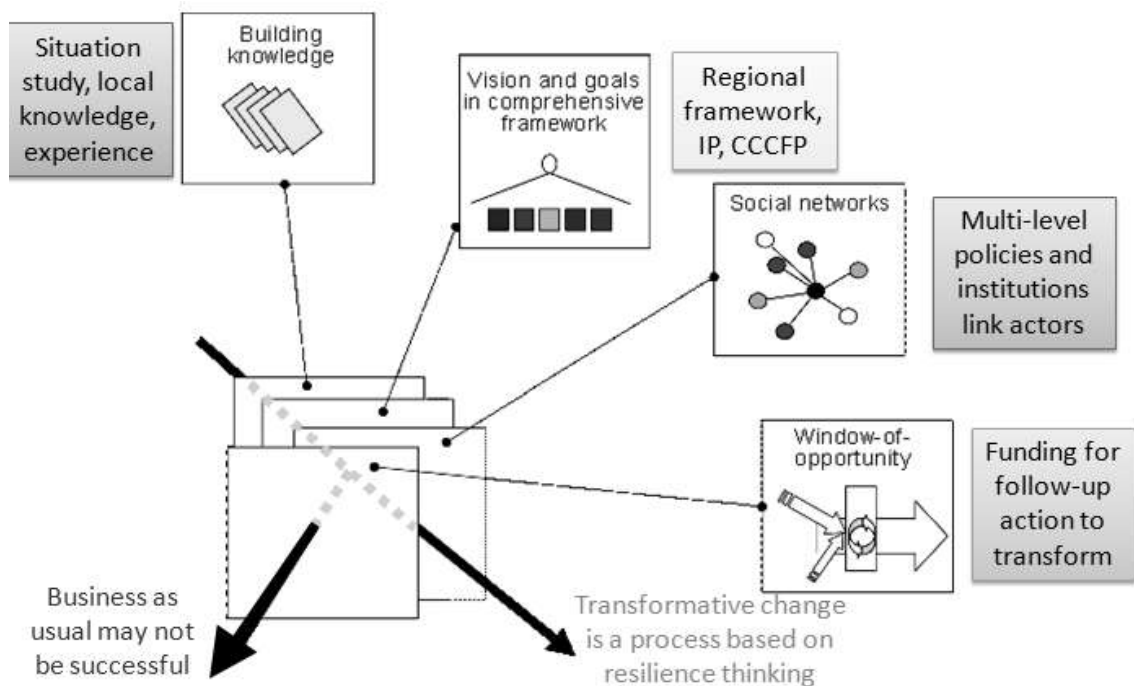 Situation
study, local
knowledge,
experience
Building
knowledge
Vision and goals
in comprehensive
framework
Regional
framework,
IP, CCCFP
Social networks
Multi-level
policies and
institutions
link actors
Window-of-
opportunity
Funding for
follow-up
action to
transform
Business as
usual may not
be successful
Transformative change
is a process based on
resilience thinking